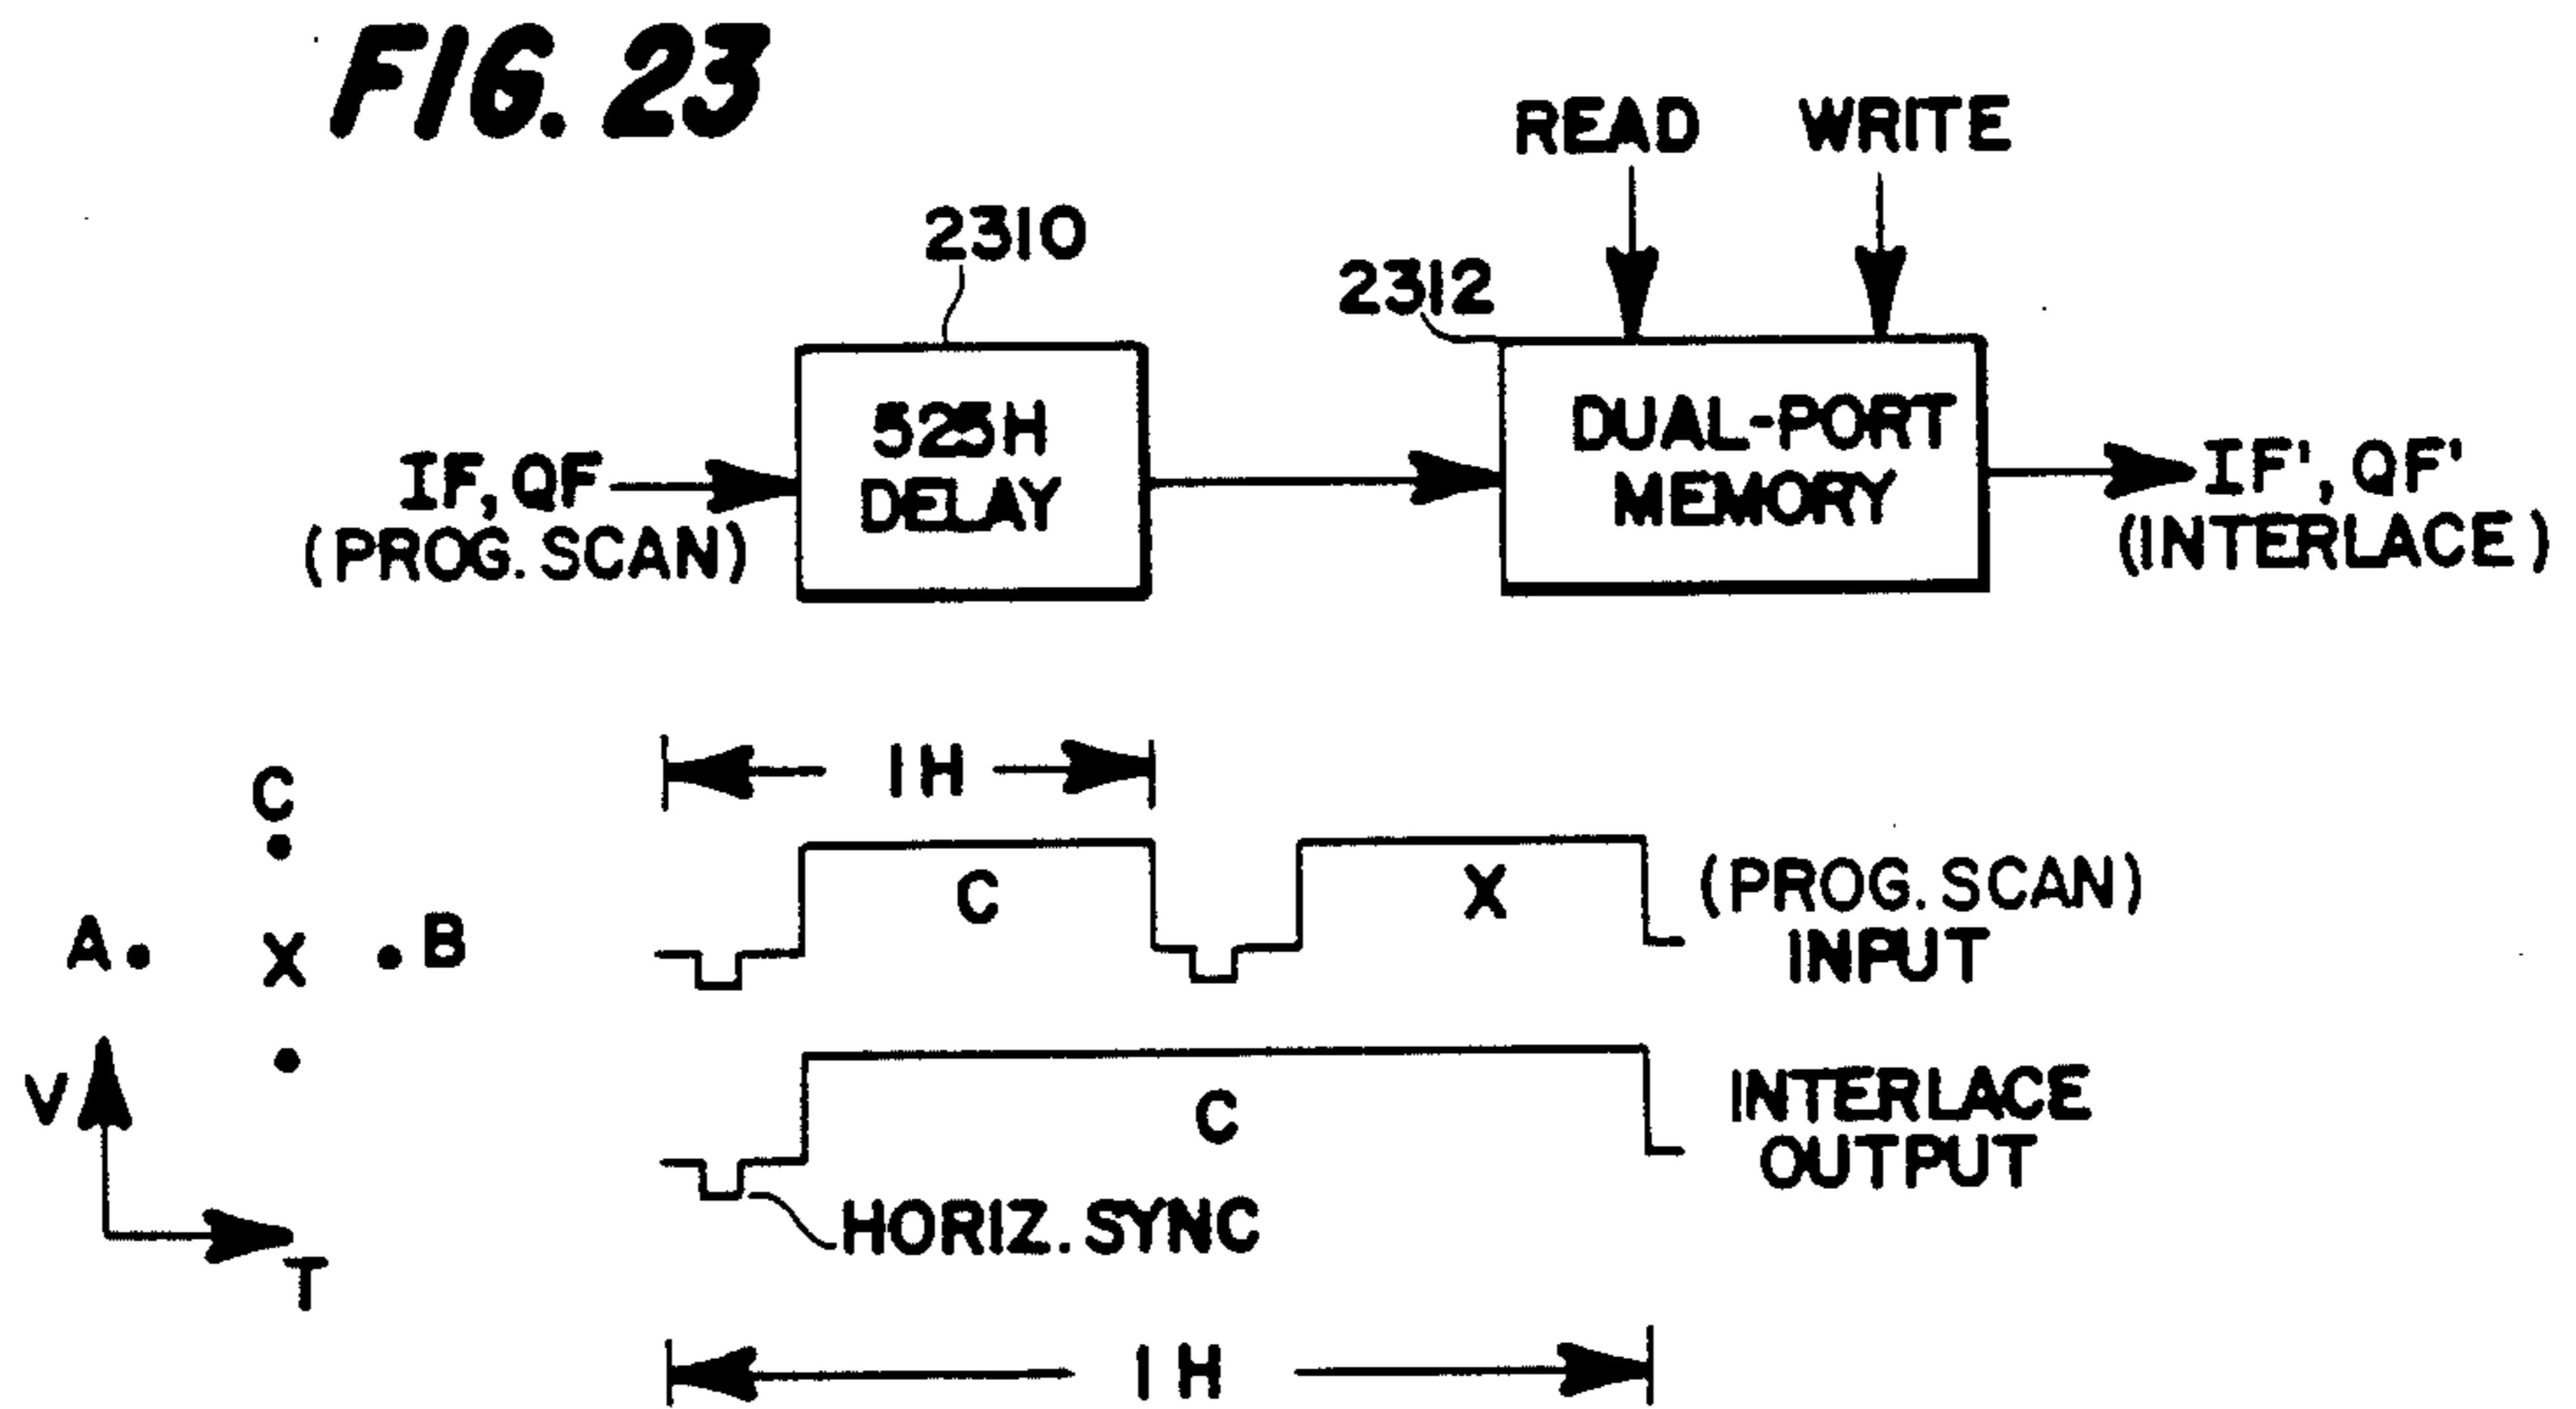 FIG. 23
READ WRITE
2310
2312
525H
DELAY
DUAL-PORT
MEMORY
IF, QF
(PROG. SCAN)
IF', QF'
(INTERLACE)
1H
C
A
X
B
V
T
C
X
(PROG. SCAN)
INPUT
C
INTERLACE
OUTPUT
HORIZ. SYNC
1H